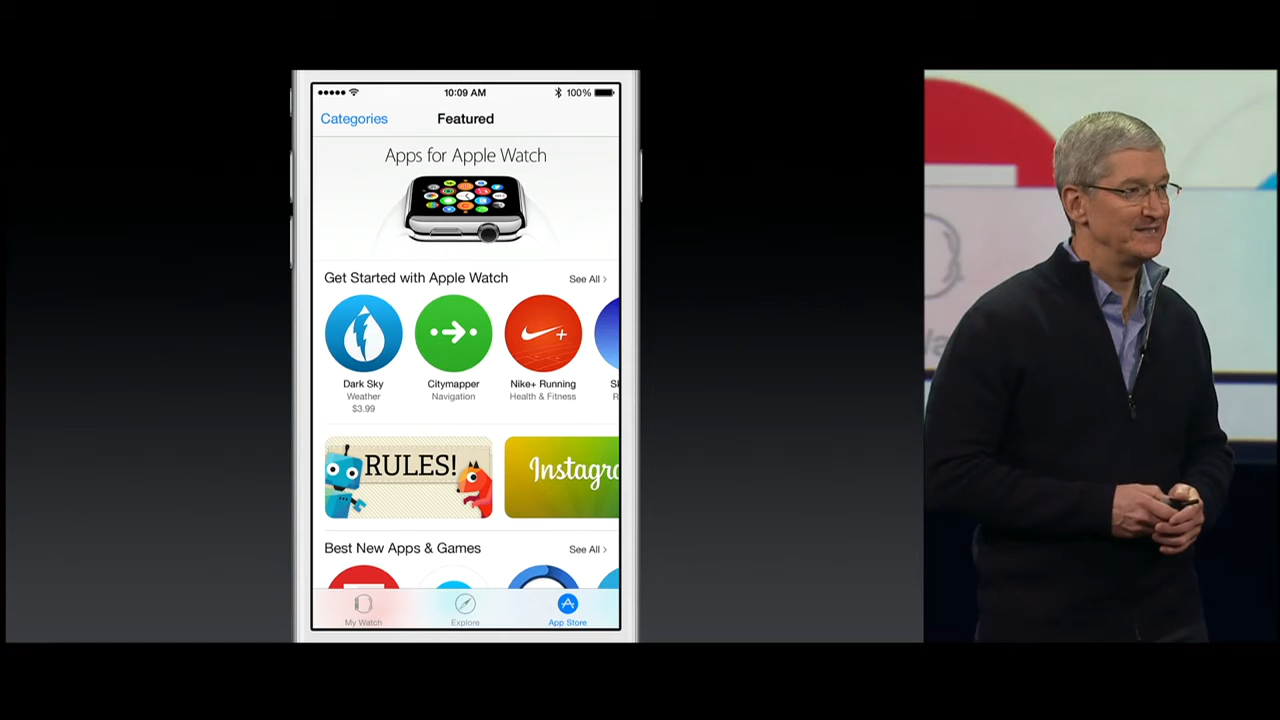 10:09 AM
100%
Categories
Featured
Apps for Apple Watch
Get Started with Apple Watch
See All >
Dark Sky
Weather
$3.99
Citymapper
Navigation
Nike+ Running
Health & Fitness
S
R
RULES!
Instagr
Best New Apps & Games
See All >
My Watch
Explore
App Store